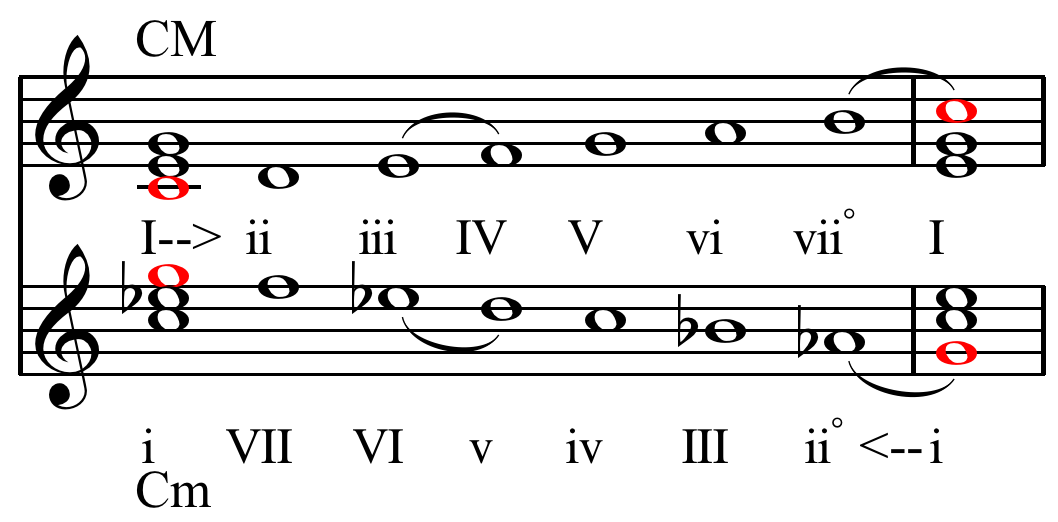 CM
I--> ii iii IV V vi vii° I
i VII VI v iv III ii° <-- i
Cm